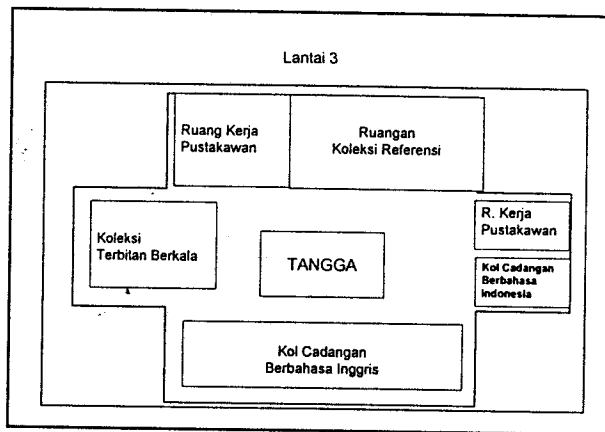 Lantai 3
Ruang Kerja
Pustakawan
Ruangan
Koleksi Referensi
Koleksi
Terbitan Berkala
TANGGA
R. Kerja
Pustakawan
Kol Cadangan
Berbahasa
Indonesia
Kol Cadangan
Berbahasa Inggris